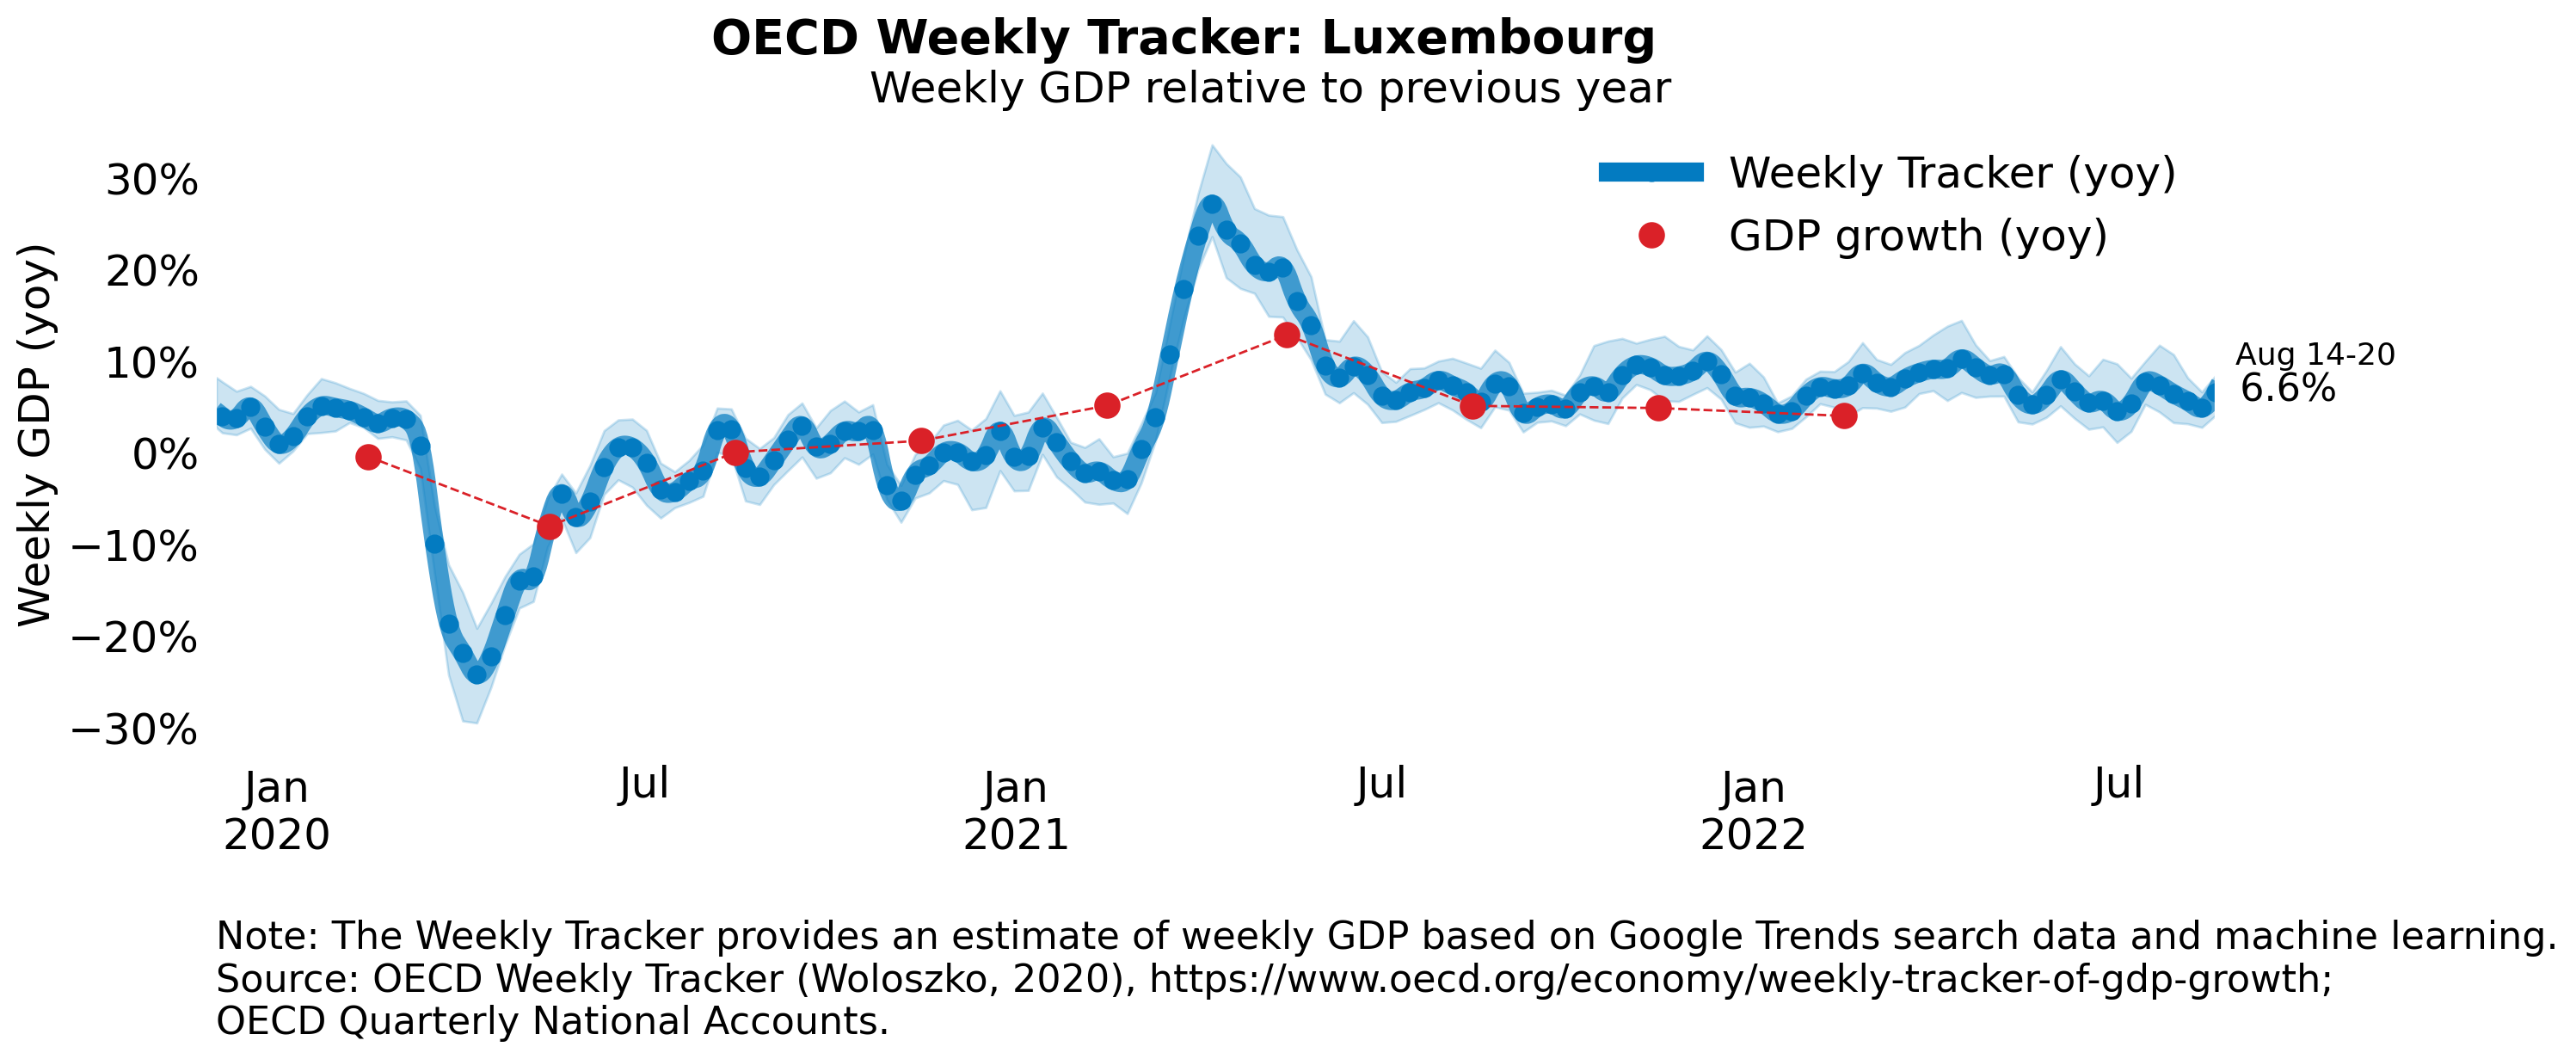 OECD Weekly Tracker: Luxembourg
Weekly GDP relative to previous year
Weekly GDP (yoy)
30%
20%
10%
0%
−10%
−20%
−30%
Weekly Tracker (yoy)
GDP growth (yoy)
Aug 14-20
6.6%
Jan
2020
Jul
Jan
2021
Jul
Jan
2022
Jul
Note: The Weekly Tracker provides an estimate of weekly GDP based on Google Trends search data and machine learning.
Source: OECD Weekly Tracker (Woloszko, 2020), https://www.oecd.org/economy/weekly-tracker-of-gdp-growth;
OECD Quarterly National Accounts.